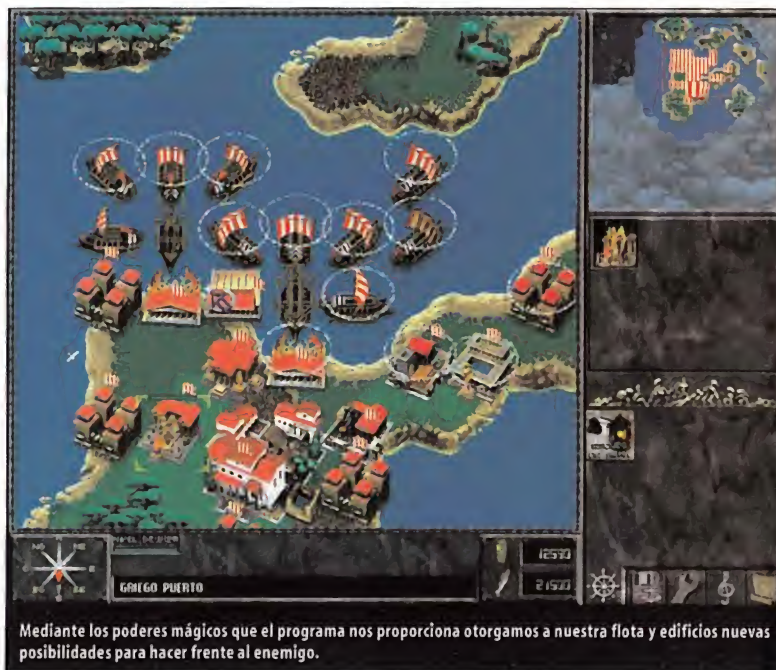 12500
GRIEGO PUERTO
21500
Mediante los poderes mágicos que el programa nos proporciona otorgamos a nuestra flota y edificios nuevas
posibilidades para hacer frente al enemigo.